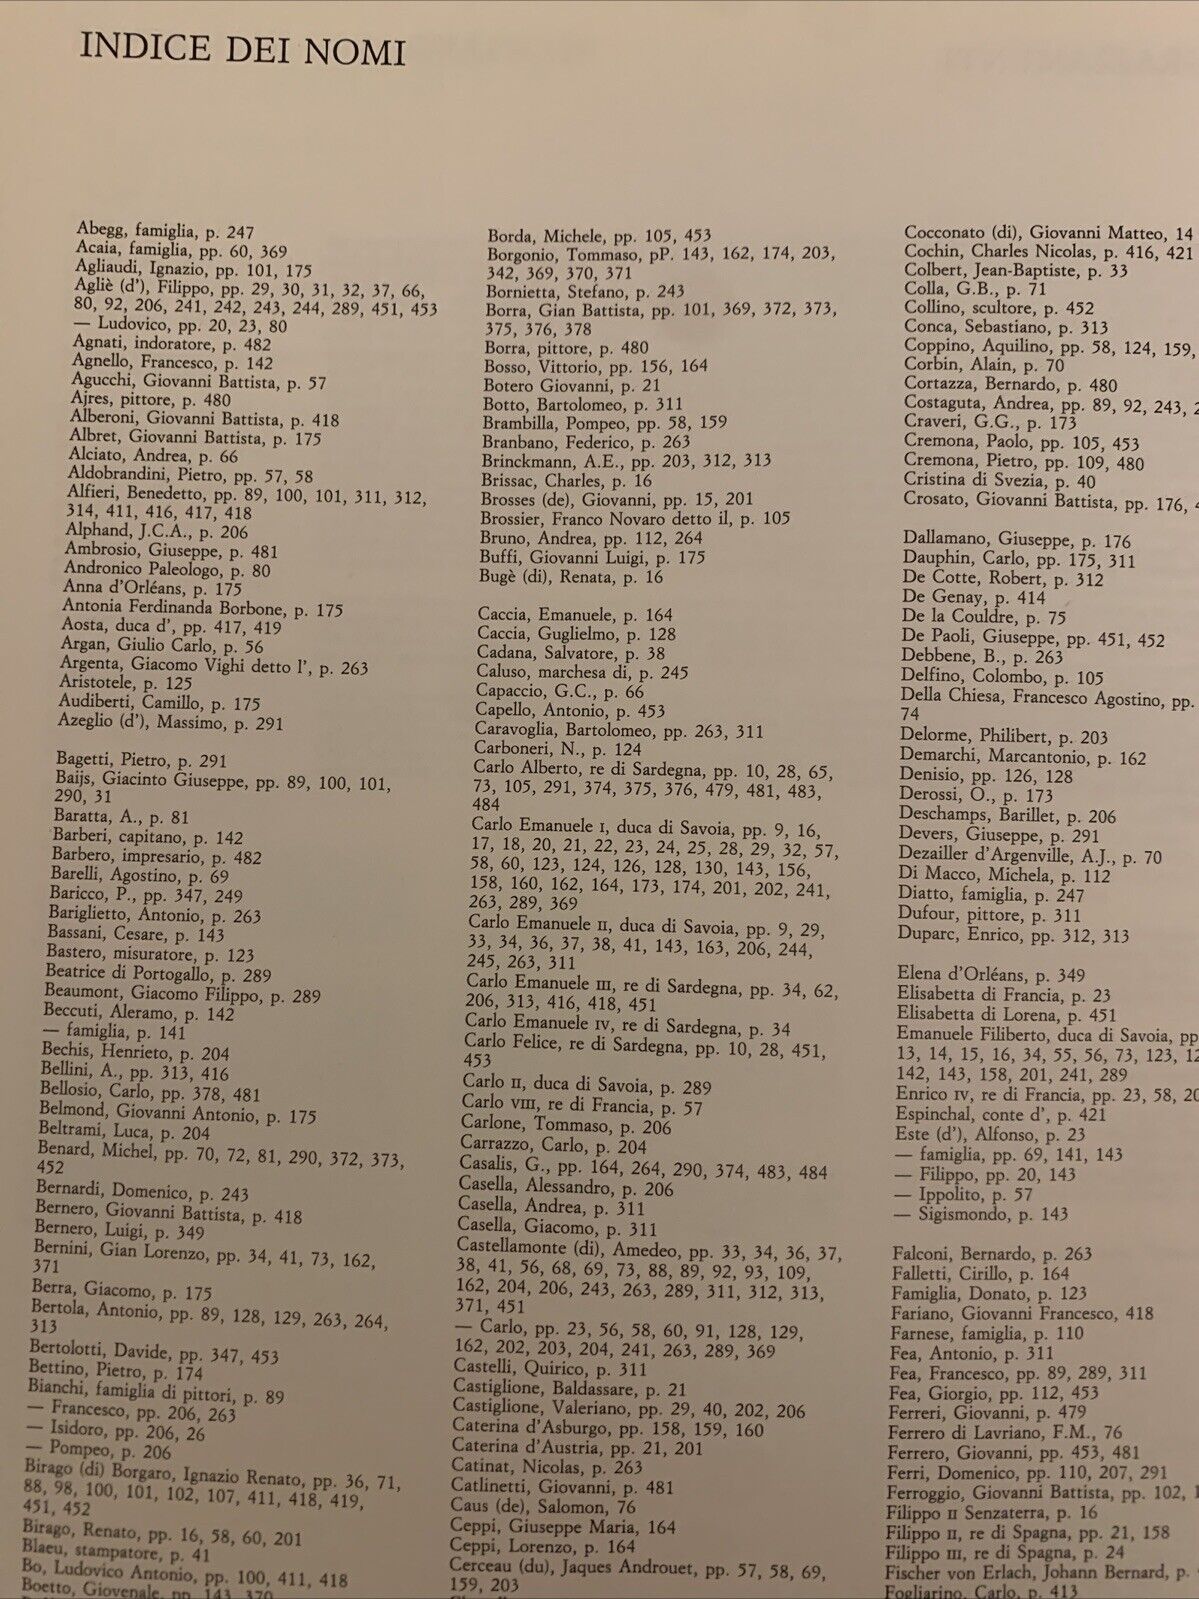 INDICE DEI NOMI
Abegg, famiglia, p. 247
Acaia, famiglia, pp. 60, 369
Agliaudi, Ignazio, pp. 101, 175
Agliè (d'), Filippo, pp. 29, 30, 31, 32, 37, 66,
80, 92, 206, 241, 242, 243, 244, 289, 451, 453
— Ludovico, pp. 20, 23, 80
Agnati, indoratore, p. 482
Agnello, Francesco, p. 142
Agucchi, Giovanni Battista, p. 57
Ajres, pittore, p. 480
Alberoni, Giovanni Battista, p. 418
Albret, Giovanni Battista, p. 175
Alciato, Andrea, p. 66
Aldobrandini, Pietro, pp. 57, 58
Alfieri, Benedetto, pp. 89, 100, 101, 311, 312,
314, 411, 416, 417, 418
Alphand, J.C.A., p. 206
Ambrosio, Giuseppe, p. 481
Andronico Paleologo, p. 80
Anna d'Orléans, p. 175
Antonia Ferdinanda Borbone, p. 175
Aosta, duca d', pp. 417, 419
Argan, Giulio Carlo, p. 56
Argenta, Giacomo Vighi detto l', p. 263
Aristotele, p. 125
Audiberti, Camillo, p. 175
Azeglio (d'), Massimo, p. 291
Bagetti, Pietro, p. 291
Baijs, Giacinto Giuseppe, pp. 89, 100, 101,
290, 31
Baratta, A., p. 81
Barberi, capitano, p. 142
Barbero, impresario, p. 482
Barelli, Agostino, p. 69
Baricco, P., pp. 347, 249
Bariglietto, Antonio, p. 263
Bassani, Cesare, p. 143
Bastero, misuratore, p. 123
Beatrice di Portogallo, p. 289
Beaumont, Giacomo Filippo, p. 289
Beccuti, Aleramo, p. 142
— famiglia, p. 141
Bechis, Henrieto, p. 204
Bellini, A., pp. 313, 416
Bellosio, Carlo, pp. 378, 481
Belmond, Giovanni Antonio, p. 175
Beltrami, Luca, p. 204
Benard, Michel, pp. 70, 72, 81, 290, 372, 373,
452
Bernardi, Domenico, p. 243
Bernero, Giovanni Battista, p. 418
Bernero, Luigi, p. 349
Bernini, Gian Lorenzo, pp. 34, 41, 73, 162,
371
Berra, Giacomo, p. 175
Bertola, Antonio, pp. 89, 128, 129, 263, 264,
313
Bertolotti, Davide, pp. 347, 453
Bettino, Pietro, p. 174
Bianchi, famiglia di pittori, p. 89
— Francesco, pp. 206, 263
— Isidoro, pp. 206, 26
— Pompeo, p. 206
Birago (di) Borgaro, Ignazio Renato, pp. 36, 71,
88, 98, 100, 101, 102, 107, 411, 418, 419,
451, 452
Birago, Renato, pp. 16, 58, 60, 201
Blaeu, stampatore, p. 41
Bo, Ludovico Antonio, pp. 100, 411, 418
Boetto, Giovenale, pp. 143, 370
Borda, Michele, pp. 105, 453
Borgonio, Tommaso, pP. 143, 162, 174, 203,
342, 369, 370, 371
Bornietta, Stefano, p. 243
Borra, Gian Battista, pp. 101, 369, 372, 373,
375, 376, 378
Borra, pittore, p. 480
Bosso, Vittorio, pp. 156, 164
Botero Giovanni, p. 21
Botto, Bartolomeo, p. 311
Brambilla, Pompeo, pp. 58, 159
Branbano, Federico, p. 263
Brinckmann, A.E., pp. 203, 312, 313
Brissac, Charles, p. 16
Brosses (de), Giovanni, pp. 15, 201
Brossier, Franco Novaro detto il, p. 105
Bruno, Andrea, pp. 112, 264
Buffi, Giovanni Luigi, p. 175
Bugè (di), Renata, p. 16
Caccia, Emanuele, p. 164
Caccia, Guglielmo, p. 128
Cadana, Salvatore, p. 38
Caluso, marchesa di, p. 245
Capaccio, G.C., p. 66
Capello, Antonio, p. 453
Caravoglia, Bartolomeo, pp. 263, 311
Carboneri, N., p. 124
Carlo Alberto, re di Sardegna, pp. 10, 28, 65,
73, 105, 291, 374, 375, 376, 479, 481, 483,
484
Carlo Emanuele I, duca di Savoia, pp. 9, 16,
17, 18, 20, 21, 22, 23, 24, 25, 28, 29, 32, 57,
58, 60, 123, 124, 126, 128, 130, 143, 156,
158, 160, 162, 164, 173, 174, 201, 202, 241,
263, 289, 369
Carlo Emanuele II, duca di Savoia, pp. 9, 29,
33, 34, 36, 37, 38, 41, 143, 163, 206, 244,
245, 263, 311
Carlo Emanuele III, re di Sardegna, pp. 34, 62,
206, 313, 416, 418, 451
Carlo Emanuele IV, re di Sardegna, p. 34
Carlo Felice, re di Sardegna, pp. 10, 28, 451,
453
Carlo II, duca di Savoia, p. 289
Carlo VIII, re di Francia, p. 57
Carlone, Tommaso, p. 206
Carrazzo, Carlo, p. 204
Casalis, G., pp. 164, 264, 290, 374, 483, 484
Casella, Alessandro, p. 206
Casella, Andrea, p. 311
Casella, Giacomo, p. 311
Castellamonte (di), Amedeo, pp. 33, 34, 36, 37,
38, 41, 56, 68, 69, 73, 88, 89, 92, 93, 109,
162, 204, 206, 243, 263, 289, 311, 312, 313,
371, 451
— Carlo, pp. 23, 56, 58, 60, 91, 128, 129,
162, 202, 203, 204, 241, 263, 289, 369
Castelli, Quirico, p. 311
Castiglione, Baldassare, p. 21
Castiglione, Valeriano, pp. 29, 40, 202, 206
Caterina d'Asburgo, pp. 158, 159, 160
Caterina d'Austria, pp. 21, 201
Catinat, Nicolas, p. 263
Catlinetti, Giovanni, p. 481
Caus (de), Salomon, p. 76
Ceppi, Giuseppe Maria, 164
Ceppi, Lorenzo, p. 164
Cerceau (du), Jaques Androuet, pp. 57, 58, 69,
159, 203
Cocconato (di), Giovanni Matteo, 14
Cochin, Charles Nicolas, p. 416, 421
Colbert, Jean-Baptiste, p. 33
Colla, G.B., p. 71
Collino, scultore, p. 452
Conca, Sebastiano, p. 313
Coppino, Aquilino, pp. 58, 124, 159,
Corbin, Alain, p. 70
Cortazza, Bernardo, p. 480
Costaguta, Andrea, pp. 89, 92, 243,
Craveri, G.G., p. 173
Cremona, Paolo, pp. 105, 453
Cremona, Pietro, pp. 109, 480
Cristina di Svezia, p. 40
Crosato, Giovanni Battista, pp. 176,
Dallamano, Giuseppe, p. 176
Dauphin, Carlo, pp. 175, 311
De Cotte, Robert, p. 312
De Genay, p. 414
De la Couldre, p. 75
De Paoli, Giuseppe, pp. 451, 452
Debbene, B., p. 263
Delfino, Colombo, p. 105
Della Chiesa, Francesco Agostino, pp.
74
Delorme, Philibert, p. 203
Demarchi, Marcantonio, p. 162
Denisio, pp. 126, 128
Derossi, O., p. 173
Deschamps, Barillet, p. 206
Devers, Giuseppe, p. 291
Dezailler d'Argenville, A.J., p. 70
Di Macco, Michela, p. 112
Diatto, famiglia, p. 247
Dufour, pittore, p. 311
Duparc, Enrico, pp. 312, 313
Elena d'Orléans, p. 349
Elisabetta di Francia, p. 23
Elisabetta di Lorena, p. 451
Emanuele Filiberto, duca di Savoia, pp
13, 14, 15, 16, 34, 55, 56, 73, 123,
142, 143, 158, 201, 241, 289
Enrico IV, re di Francia, pp. 23, 58,
Espinchal, conte d', p. 421
Este (d'), Alfonso, p. 23
— famiglia, pp. 69, 141, 143
— Filippo, pp. 20, 143
— Ippolito, p. 57
— Sigismondo, p. 143
Falconi, Bernardo, p. 263
Falletti, Cirillo, p. 164
Famiglia, Donato, p. 123
Fariano, Giovanni Francesco, 418
Farnese, famiglia, p. 110
Fea, Antonio, p. 311
Fea, Francesco, pp. 89, 289, 311
Fea, Giorgio, pp. 112, 453
Ferreri, Giovanni, p. 479
Ferrero di Lavriano, F.M., 76
Ferrero, Giovanni, pp. 453, 481
Ferri, Domenico, pp. 110, 207, 291
Ferroggio, Giovanni Battista, pp. 102,
Filippo II Senzaterra, p. 16
Filippo II, re di Spagna, pp. 21, 158
Filippo III, re di Spagna, p. 24
Fischer von Erlach, Johann Bernard, p.
Fogliarino, Carlo, p. 413